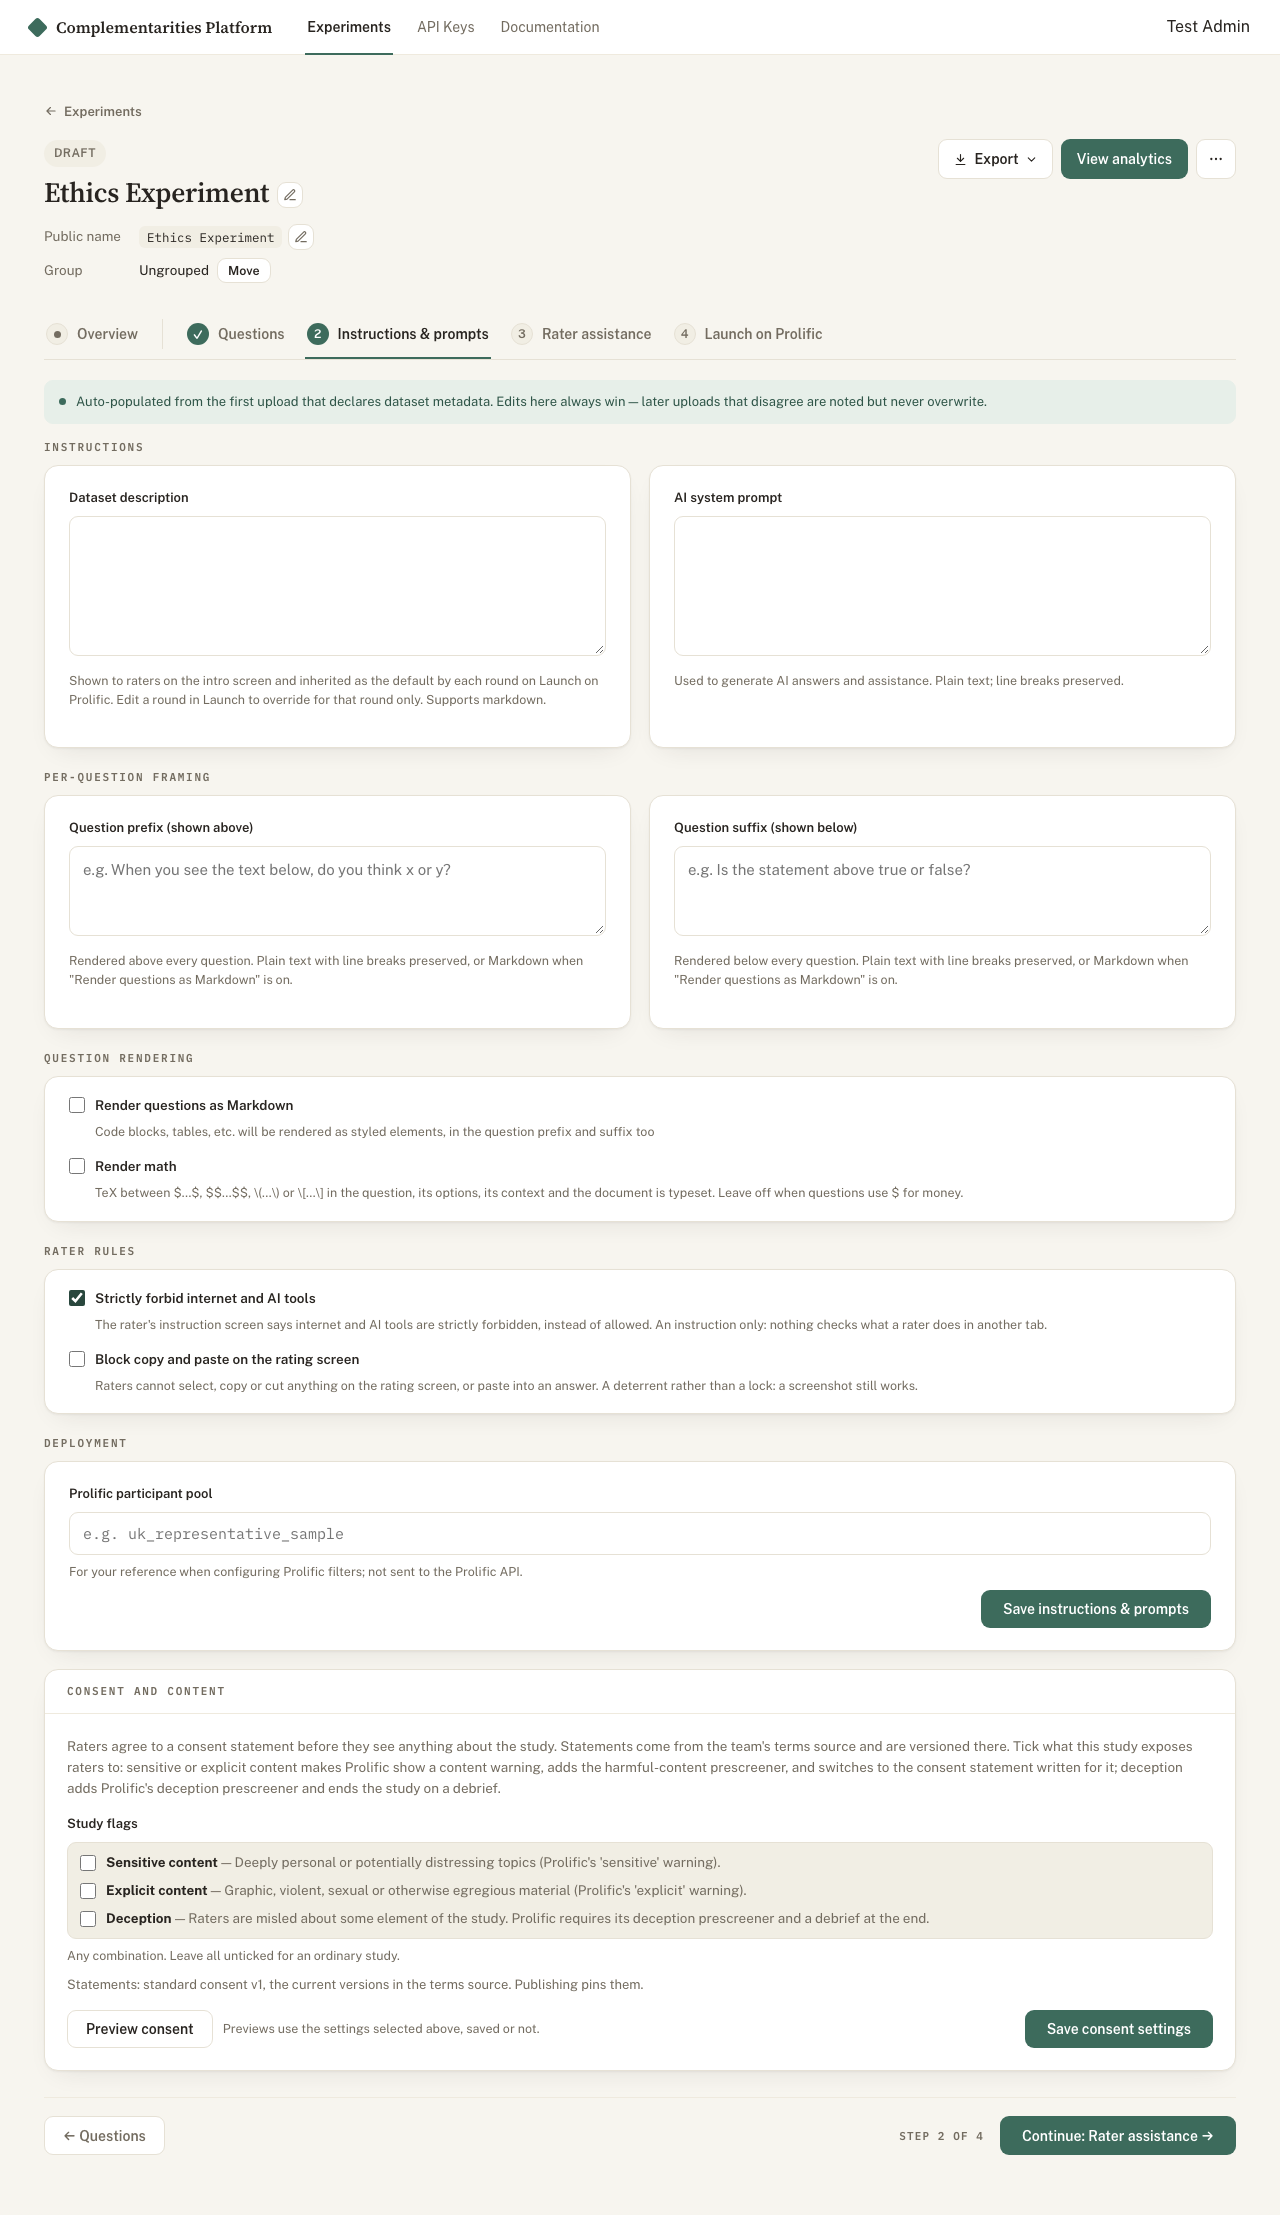 Complementarities Platform
Experiments
API Keys
Documentation
Test Admin
← Experiments
DRAFT
Export
View analytics
...
Ethics Experiment
Public name
Ethics Experiment
Group
Ungrouped
Move
Overview
Questions
2 Instructions & prompts
3 Rater assistance
4 Launch on Prolific
Auto-populated from the first upload that declares dataset metadata. Edits here always win — later uploads that disagree are noted but never overwrite.
INSTRUCTIONS
Dataset description
Shown to raters on the intro screen and inherited as the default by each round on Launch on
Prolific. Edit a round in Launch to override for that round only. Supports markdown.
AI system prompt
Used to generate AI answers and assistance. Plain text; line breaks preserved.
PER-QUESTION FRAMING
Question prefix (shown above)
e.g. When you see the text below, do you think x or y?
Rendered above every question. Plain text with line breaks preserved, or Markdown when
"Render questions as Markdown" is on.
Question suffix (shown below)
e.g. Is the statement above true or false?
Rendered below every question. Plain text with line breaks preserved, or Markdown when
"Render questions as Markdown" is on.
QUESTION RENDERING
Render questions as Markdown
Code blocks, tables, etc. will be rendered as styled elements, in the question prefix and suffix too
Render math
TeX between $...$, $$...$$, \(...\) or \[...\] in the question, its options, its context and the document is typeset. Leave off when questions use $ for money.
RATER RULES
Strictly forbid internet and AI tools
The rater's instruction screen says internet and AI tools are strictly forbidden, instead of allowed. An instruction only: nothing checks what a rater does in another tab.
Block copy and paste on the rating screen
Raters cannot select, copy or cut anything on the rating screen, or paste into an answer. A deterrent rather than a lock: a screenshot still works.
DEPLOYMENT
Prolific participant pool
e.g. uk_representative_sample
For your reference when configuring Prolific filters; not sent to the Prolific API.
Save instructions & prompts
CONSENT AND CONTENT
Raters agree to a consent statement before they see anything about the study. Statements come from the team's terms source and are versioned there. Tick what this study exposes
raters to: sensitive or explicit content makes Prolific show a content warning, adds the harmful-content prescreener, and switches to the consent statement written for it; deception
adds Prolific's deception prescreener and ends the study on a debrief.
Study flags
Sensitive content — Deeply personal or potentially distressing topics (Prolific's 'sensitive' warning).
Explicit content — Graphic, violent, sexual or otherwise egregious material (Prolific's 'explicit' warning).
Deception — Raters are misled about some element of the study. Prolific requires its deception prescreener and a debrief at the end.
Any combination. Leave all unticked for an ordinary study.
Statements: standard consent v1, the current versions in the terms source. Publishing pins them.
Preview consent
Previews use the settings selected above, saved or not.
Save consent settings
← Questions
STEP 2 OF 4
Continue: Rater assistance →